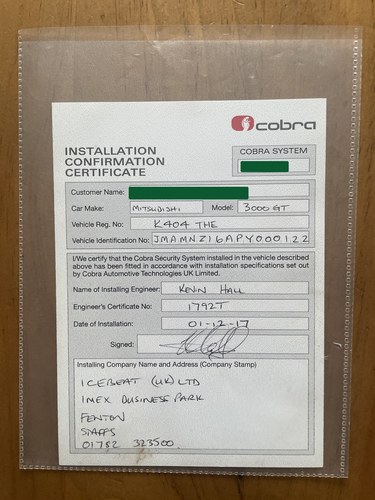 cobra
INSTALLATION
CONFIRMATION
CERTIFICATE
COBRA SYSTEM
Customer Name:
Car Make: MITSUBISHI Model: 3000 GT
Vehicle Reg. No: K404 THE
Vehicle Identification No: JMAMNZ16APY000122
I/We certify that the Cobra Security System installed in the vehicle described
above has been fitted in accordance with installation specifications set out
by Cobra Automotive Technologies UK Limited.
Name of Installing Engineer: KEVIN HALL
Engineer's Certificate No: 1792T
Date of Installation: 01-12-17
Signed:
Installing Company Name and Address (Company Stamp)
ICEBEAT (UK) LTD
IMEX BUSINESS PARK
FENTON
STAFFS
01782 323500